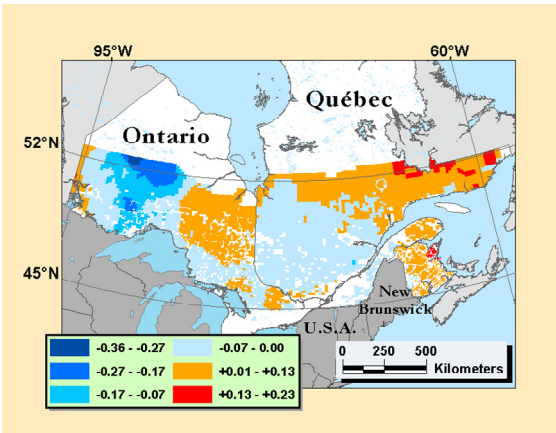 95°W
60°W
Québec
52°N
Ontario
45°N
New
Brunswick
U.S.A.
-0.36 - -0.27
-0.07 - 0.00
-0.27 - -0.17
+0.01 - +0.13
-0.17 - -0.07
+0.13 - +0.23
0 250 500
Kilometers